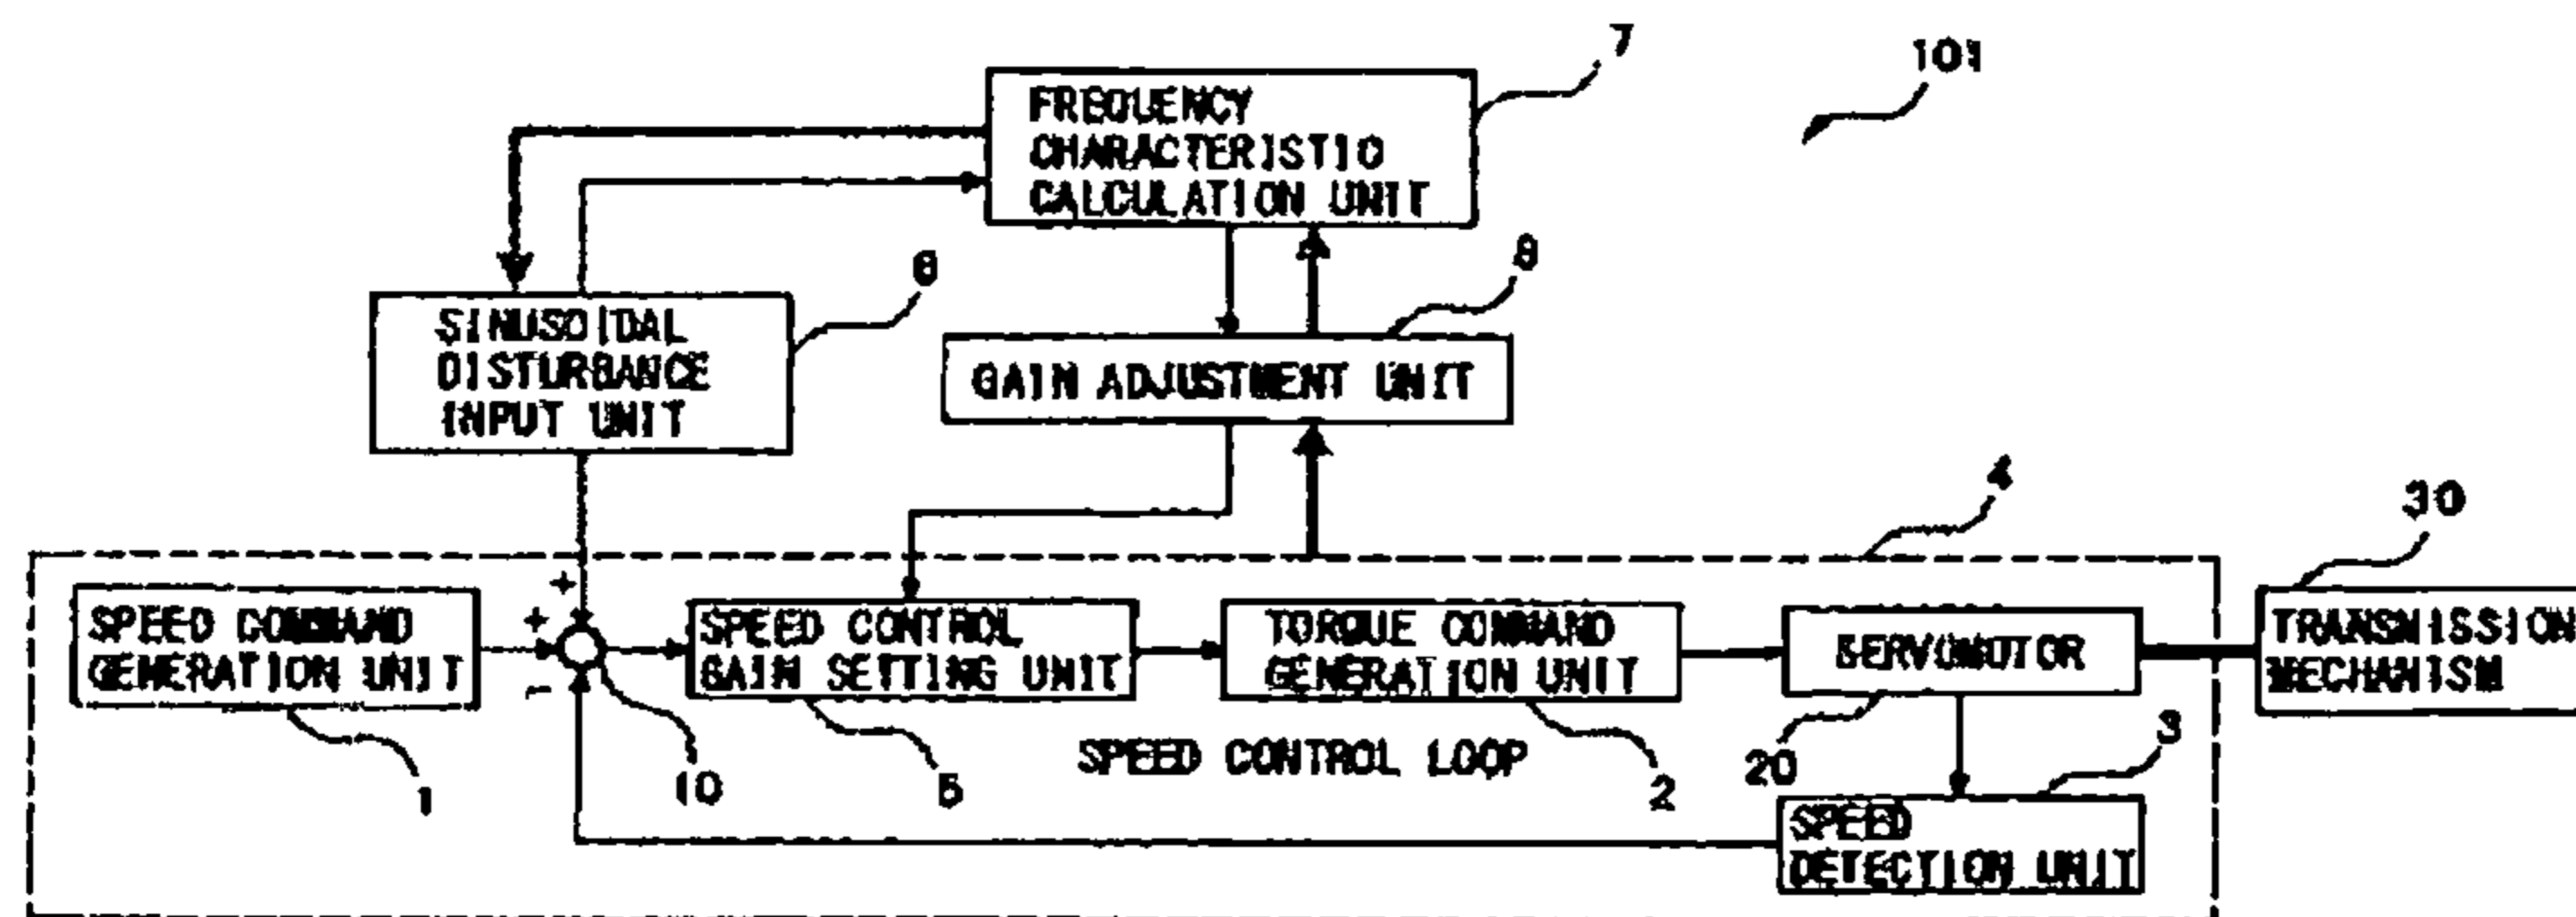 7
101
FREQUENCY
CHARACTERISTIC
CALCULATION UNIT
6
SINUSOIDAL
DISTURBANCE
INPUT UNIT
GAIN ADJUSTMENT UNIT
4
30
+
+
-
SPEED COMMAND
GENERATION UNIT
SPEED CONTROL
GAIN SETTING UNIT
TORQUE COMMAND
GENERATION UNIT
SERVOMOTOR
TRANSMISSION
MECHANISM
1
10
5
SPEED CONTROL LOOP
2
20
3
SPEED
DETECTION UNIT